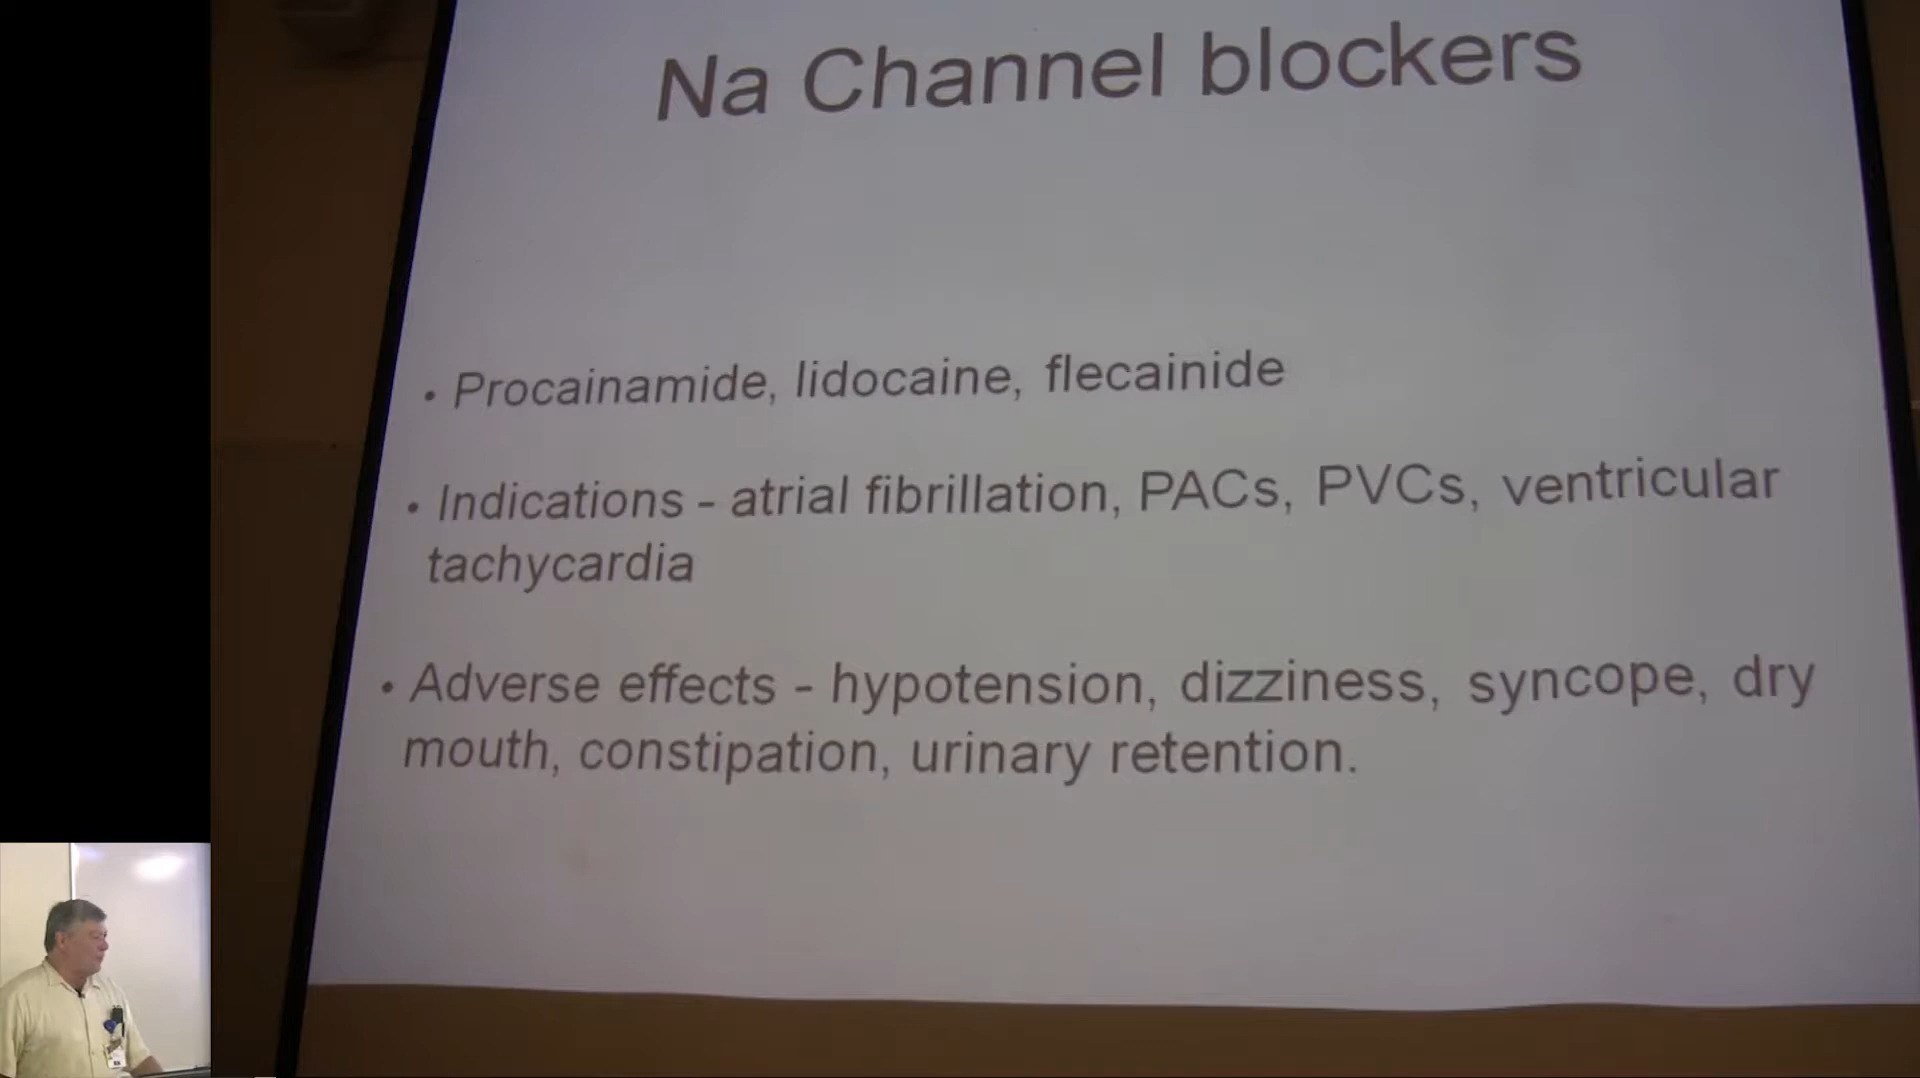 Na Channel blockers
• Procainamide, lidocaine, flecainide
• Indications - atrial fibrillation, PACs, PVCs, ventricular
tachycardia
• Adverse effects - hypotension, dizziness, syncope, dry
mouth, constipation, urinary retention.